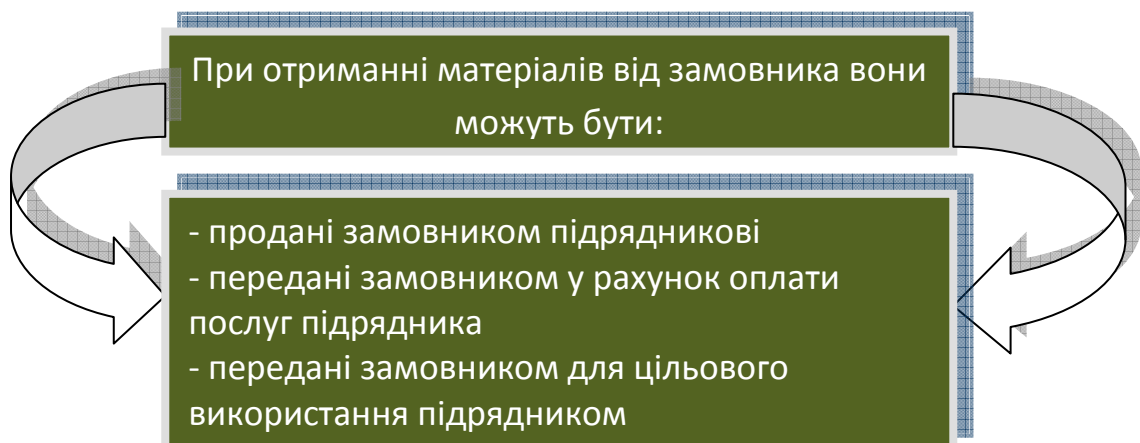 При отриманні матеріалів від замовника вони
можуть бути:
- продані замовником підрядникові
- передані замовником у рахунок оплати
послуг підрядника
- передані замовником для цільового
використання підрядником